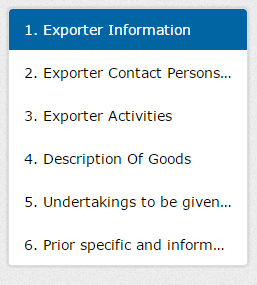 1. Exporter Information
2. Exporter Contact Persons...
3. Exporter Activities
4. Description Of Goods
5. Undertakings to be given...
6. Prior specific and inform...